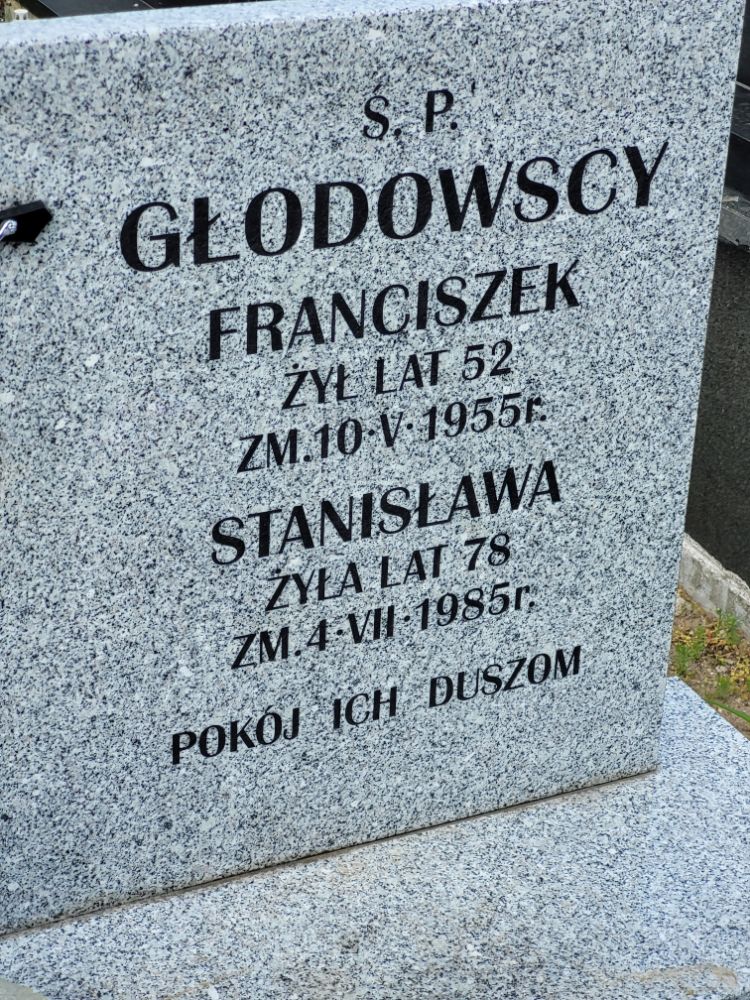 Ś. P.
GŁODOWSCY
FRANCISZEK
ŻYŁ LAT 52
ZM. 10·V·1955r.
STANISŁAWA
ŻYŁA LAT 78
ZM. 4·VII·1985r.
POKÓJ ICH DUSZOM